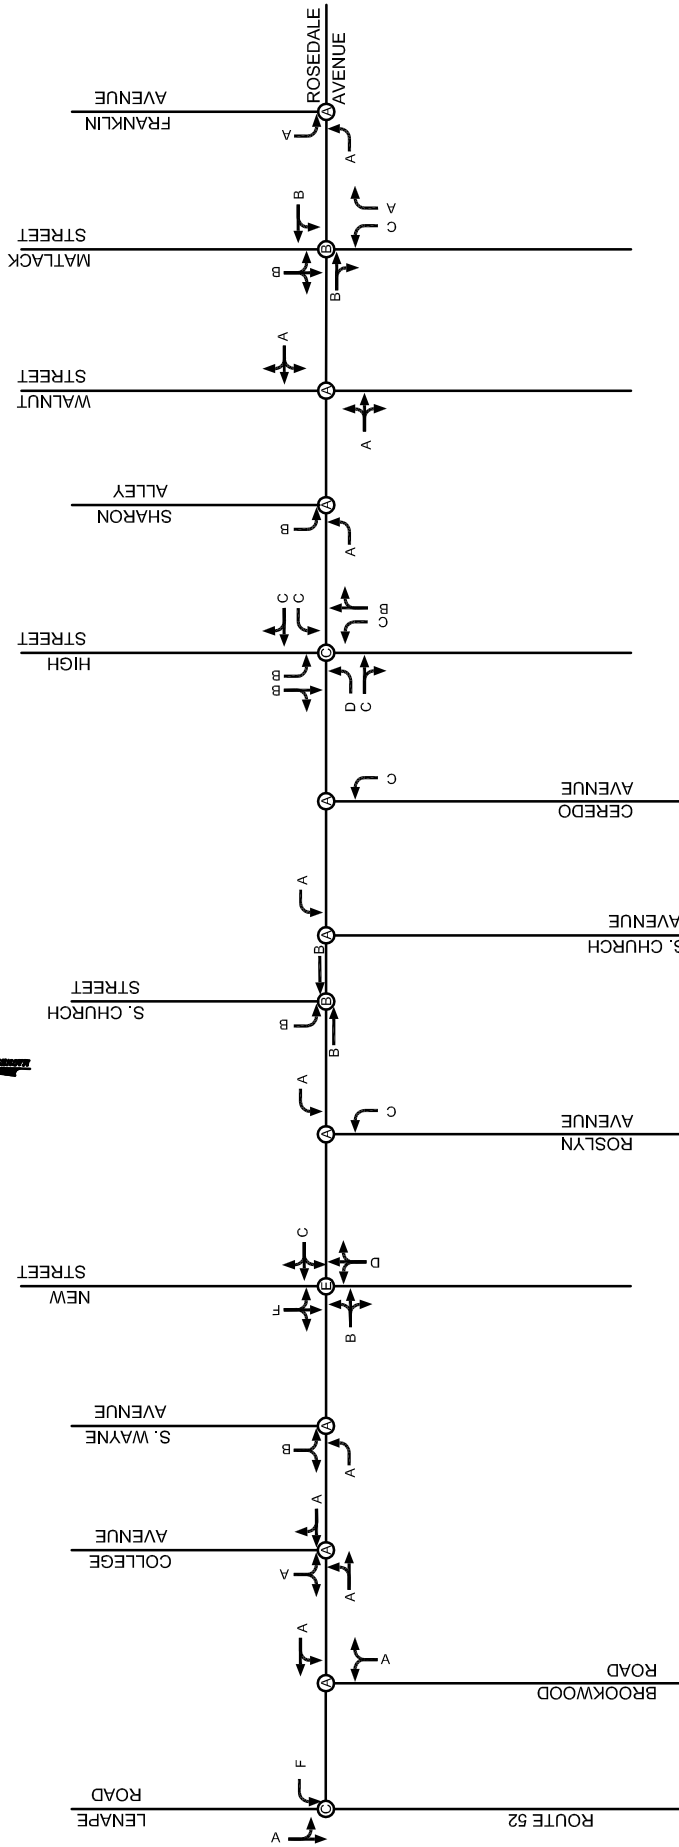 ROSEDALE
AVENUE
FRANKLIN
AVENUE
A
A
A
MATLACK
STREET
B
B
B
B
C
A
WALNUT
STREET
A
A
A
SHARON
ALLEY
A
B
A
HIGH
STREET
C
C
C
B
B
B
C
D
C
CEREDO
AVENUE
A
C
S. CHURCH
AVENUE
A
A
S. CHURCH
STREET
B
B
B
B
ROSLYN
AVENUE
A
A
C
NEW
STREET
E
C
D
F
B
S. WAYNE
AVENUE
A
B
A
COLLEGE
AVENUE
A
A
A
A
BROOKWOOD
ROAD
A
A
A
LENAPE
ROAD
ROUTE 52
C
F
A